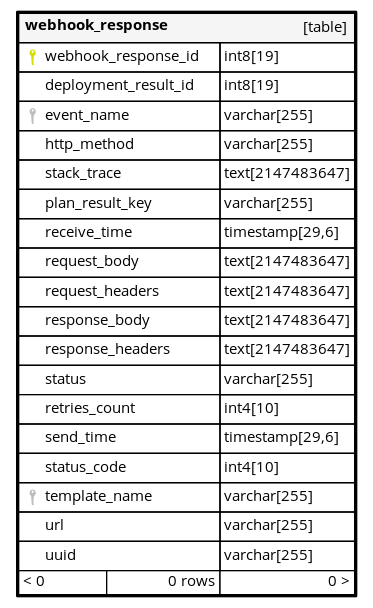 webhook_response [table]
webhook_response_id int8[19]
deployment_result_id int8[19]
event_name varchar[255]
http_method varchar[255]
stack_trace text[2147483647]
plan_result_key varchar[255]
receive_time timestamp[29,6]
request_body text[2147483647]
request_headers text[2147483647]
response_body text[2147483647]
response_headers text[2147483647]
status varchar[255]
retries_count int4[10]
send_time timestamp[29,6]
status_code int4[10]
template_name varchar[255]
url varchar[255]
uuid varchar[255]
< 0 0 rows 0 >